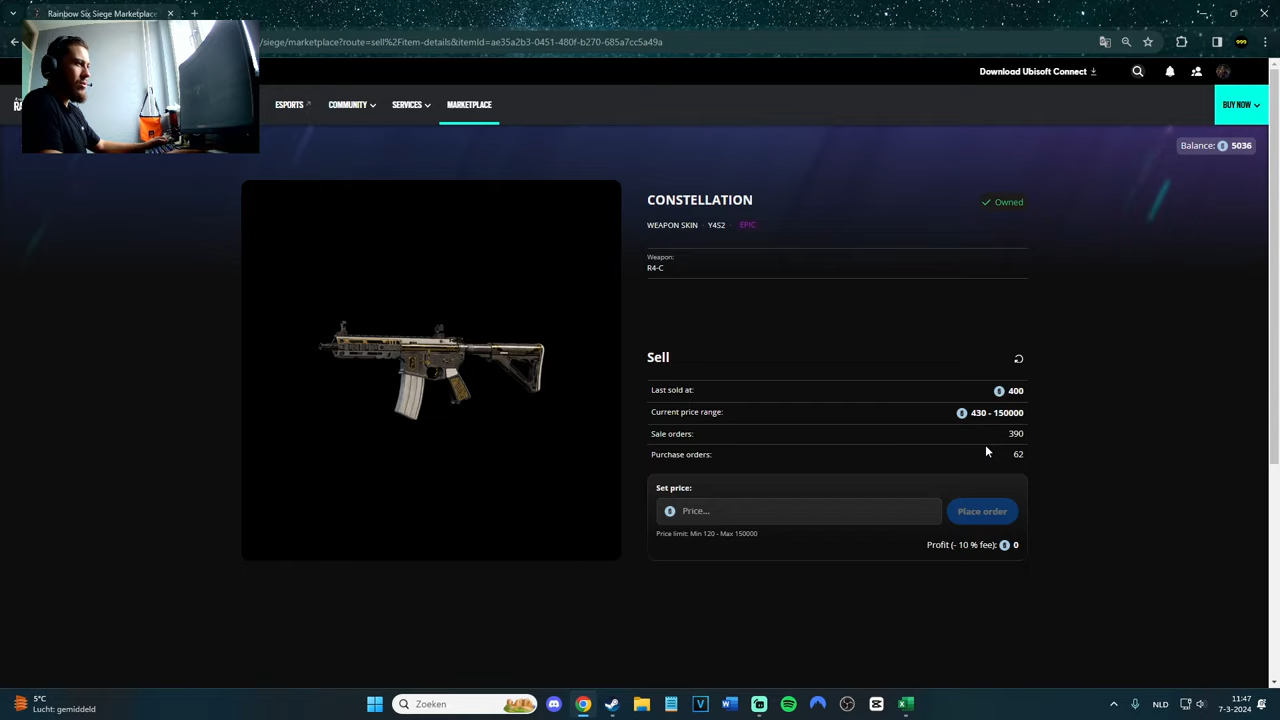 Rainbow Six Siege Marketplace
/siege/marketplace?route=sell%2Fitem-details&itemId=ae35a2b3-0451-480f-b270-685a7cc5a49a
Download Ubisoft Connect
ESPORTS
COMMUNITY
SERVICES
MARKETPLACE
BUY NOW
Balance: 5036
CONSTELLATION
Owned
WEAPON SKIN · Y4S2 · EPIC
Weapon:
R4-C
Sell
Last sold at: 400
Current price range: 430 - 150000
Sale orders: 390
Purchase orders: 62
Set price:
Price...
Place order
Price limit: Min 120 - Max 150000
Profit (- 10 % fee): 0
5°C
Lucht: gemiddeld
Zoeken
NLD
11:47
7-3-2024